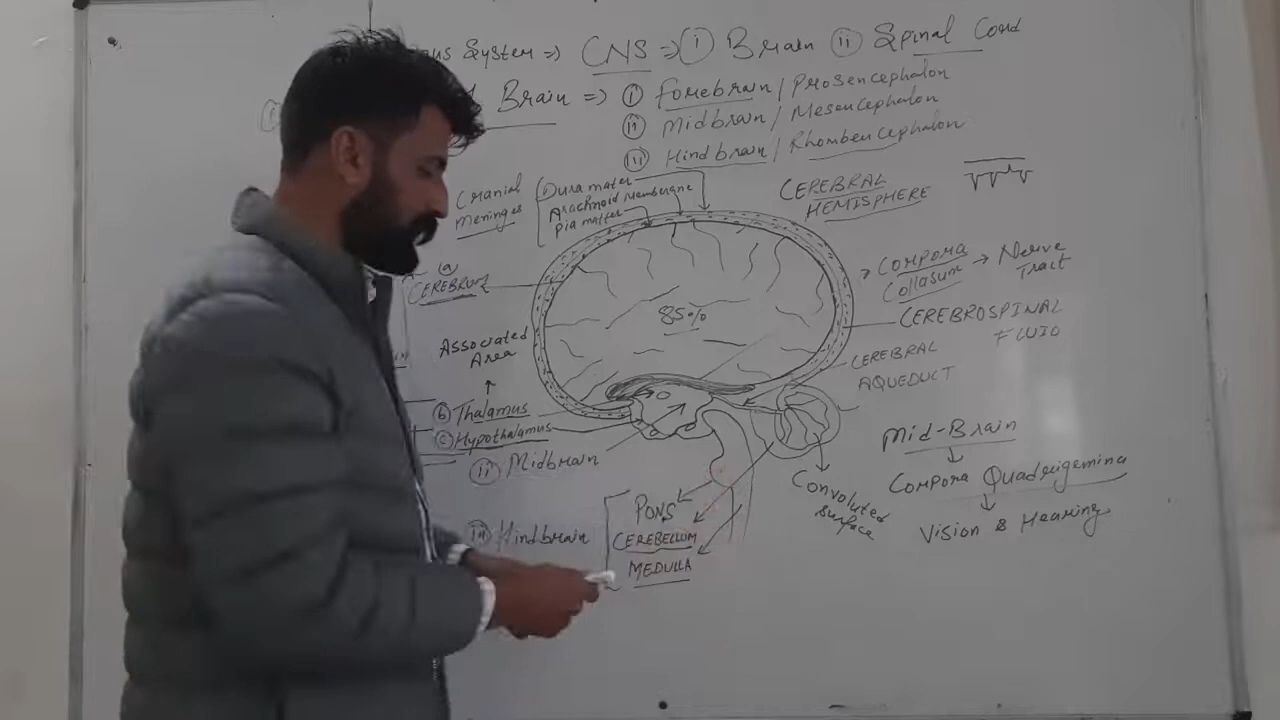 System => CNS => (i) Brain (ii) Spinal Cord
Brain => (i) Forebrain / Prosencephalon
(ii) Midbrain / Mesencephalon
(iii) Hindbrain / Rhombencephalon
Cranial
meninges
Dura mater
Arachnoid Membrane
Pia matter
CEREBRAL
HEMISPHERE
(a)
CEREBRUM
Corpora
Collasum → Nerve
Tract
85%
CEREBROSPINAL
FLUID
Associated
Area
CEREBRAL
AQUEDUCT
(b) Thalamus
(c) Hypothalamus
(ii) Midbrain
Mid-Brain
Corpora Quadrigemina
Vision & Hearing
Convoluted
surface
(iii) Hindbrain
PONS
CEREBELLUM
MEDULLA